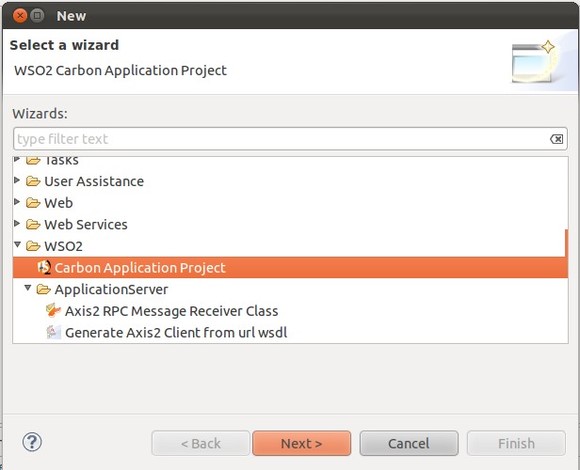 New
Select a wizard
WSO2 Carbon Application Project
Wizards:
type filter text
Tasks
User Assistance
Web
Web Services
WSO2
Carbon Application Project
ApplicationServer
Axis2 RPC Message Receiver Class
Generate Axis2 Client from url wsdl
?
< Back
Next >
Cancel
Finish